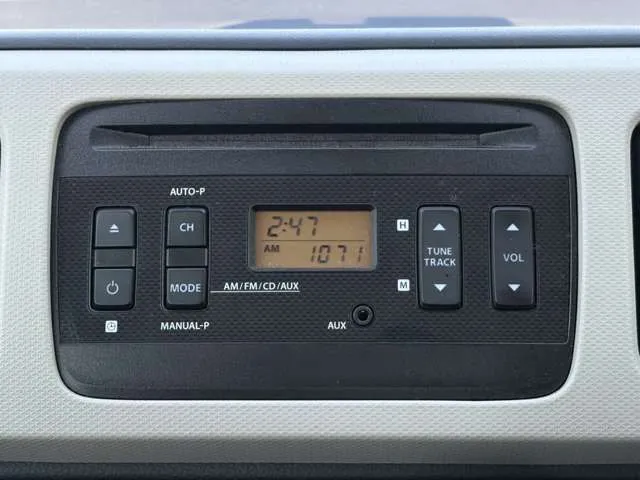 AUTO-P
CH
MODE
AM/FM/CD/AUX
MANUAL-P
2:47
AM 1071
AUX
H
M
TUNE
TRACK
VOL